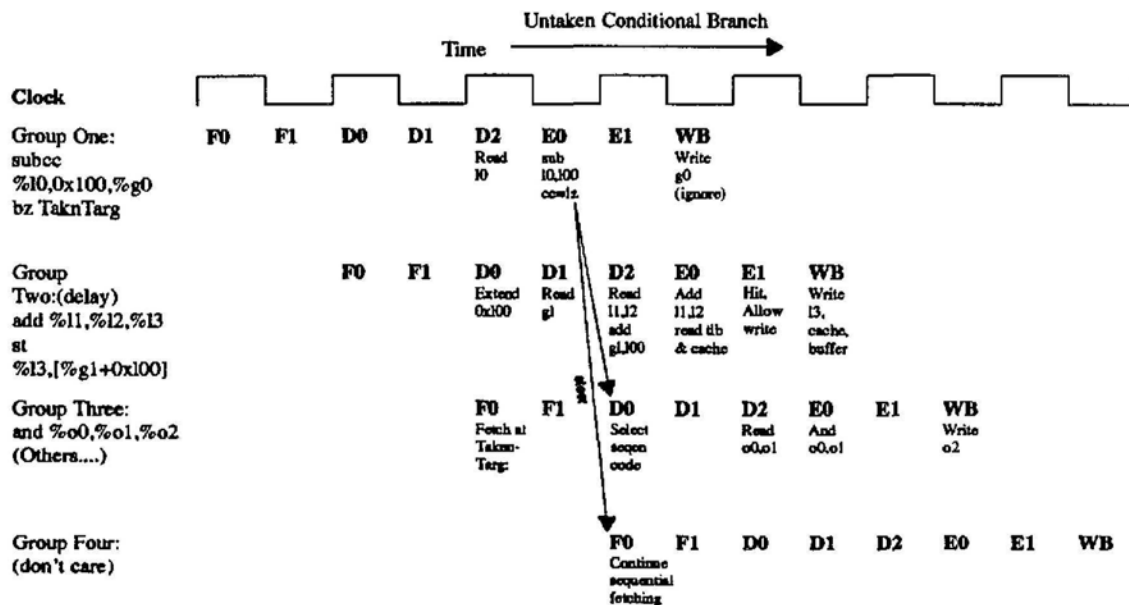 Untaken Conditional Branch
Time
Clock
Group One:
subcc
%l0,0x100,%g0
bz TaknTarg
F0 F1 D0 D1 D2 E0 E1 WB
Read
l0
sub
l0,l00
Write
g0
(ignore)
Group
Two:(delay)
add %l1,%l2,%l3
st
%l3,[%g1+0x100]
F0 F1 D0 D1 D2 E0 E1 WB
Extend
0x100
Read
g1
Read
l1,l2
add
g1,100
Add
l1,l2
read tlb
& cache
Hit,
Allow
write
Write
l3,
cache,
buffer
Group Three:
and %o0,%o1,%o2
(Others....)
F0 F1 D0 D1 D2 E0 E1 WB
Fetch at
Taken-
Targ:
Select
seqen
code
Read
o0,o1
And
o0,o1
Write
o2
Group Four:
(don't care)
F0 F1 D0 D1 D2 E0 E1 WB
Continue
sequential
fetching